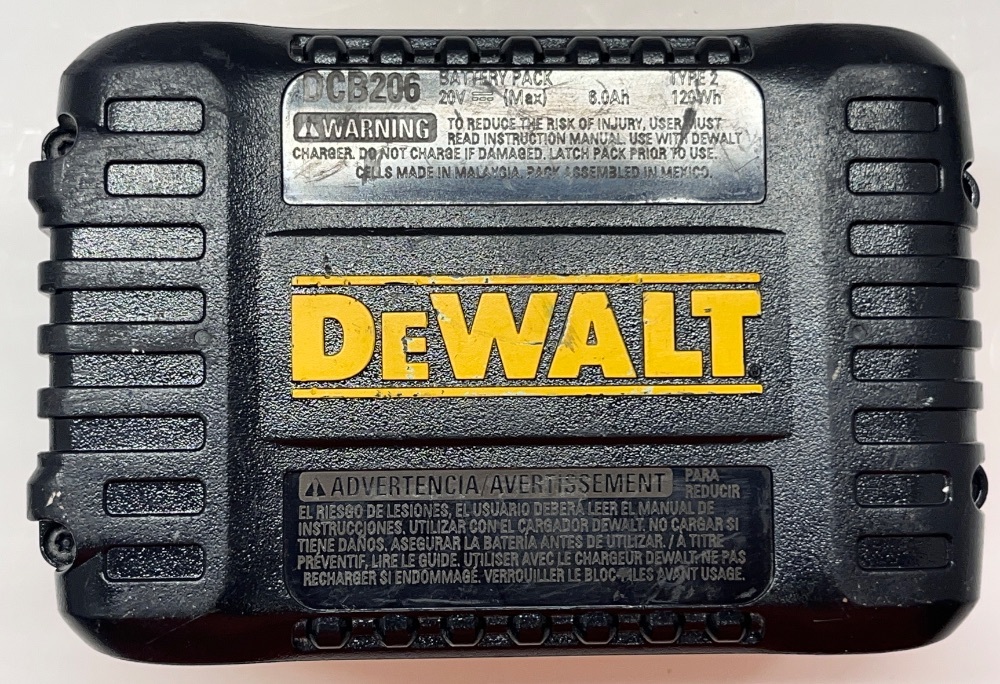 DCB206 BATTERY PACK TYPE 2
20V (Max) 6.0Ah 120Wh
WARNING TO REDUCE THE RISK OF INJURY, USER MUST
READ INSTRUCTION MANUAL. USE WITH DEWALT
CHARGER. DO NOT CHARGE IF DAMAGED. LATCH PACK PRIOR TO USE.
CELLS MADE IN MALAYSIA. PACK ASSEMBLED IN MEXICO.
DEWALT
ADVERTENCIA/AVERTISSEMENT PARA
REDUCIR
EL RIESGO DE LESIONES, EL USUARIO DEBERÁ LEER EL MANUAL DE
INSTRUCCIONES. UTILIZAR CON EL CARGADOR DEWALT. NO CARGAR SI
TIENE DAÑOS. ASEGURAR LA BATERÍA ANTES DE UTILIZAR. / À TITRE
PRÉVENTIF, LIRE LE GUIDE. UTILISER AVEC LE CHARGEUR DEWALT. NE PAS
RECHARGER SI ENDOMMAGÉ. VERROUILLER LE BLOC-PILES AVANT USAGE.